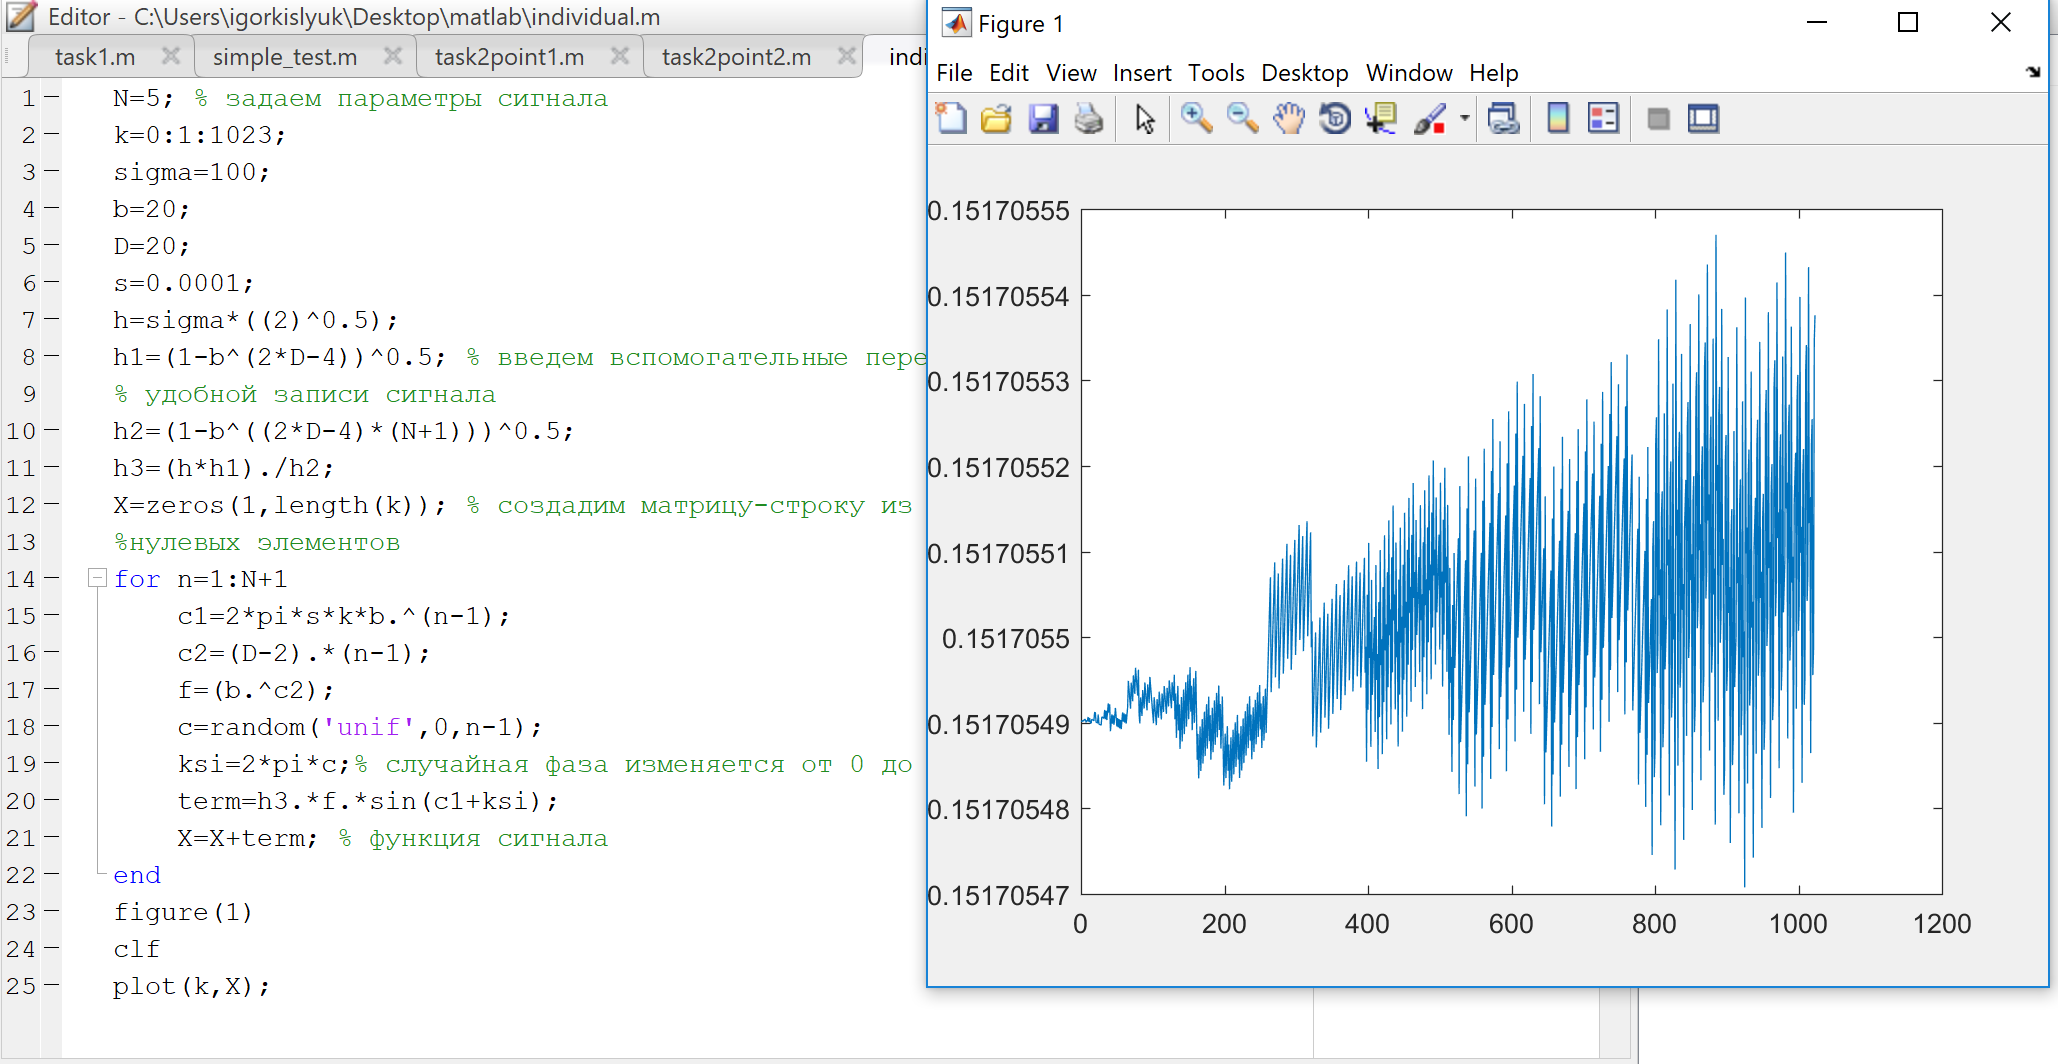 Editor - C:\Users\igorkislyuk\Desktop\matlab\individual.m
task1.m simple_test.m task2point1.m task2point2.m
1 N=5; % задаем параметры сигнала
2 k=0:1:1023;
3 sigma=100;
4 b=20;
5 D=20;
6 s=0.0001;
7 h=sigma*((2)^0.5);
8 h1=(1-b^(2*D-4))^0.5; % введем вспомогательные пере
9 % удобной записи сигнала
10 h2=(1-b^((2*D-4)*(N+1)))^0.5;
11 h3=(h*h1)./h2;
12 X=zeros(1,length(k)); % создадим матрицу-строку из
13 %нулевых элементов
14 for n=1:N+1
15 c1=2*pi*s*k*b.^(n-1);
16 c2=(D-2).*(n-1);
17 f=(b.^c2);
18 c=random('unif',0,n-1);
19 ksi=2*pi*c;% случайная фаза изменяется от 0 до
20 term=h3.*f.*sin(c1+ksi);
21 X=X+term; % функция сигнала
22 end
23 figure(1)
24 clf
25 plot(k,X);
Figure 1
File Edit View Insert Tools Desktop Window Help
0.15170555
0.15170554
0.15170553
0.15170552
0.15170551
0.1517055
0.15170549
0.15170548
0.15170547
0 200 400 600 800 1000 1200